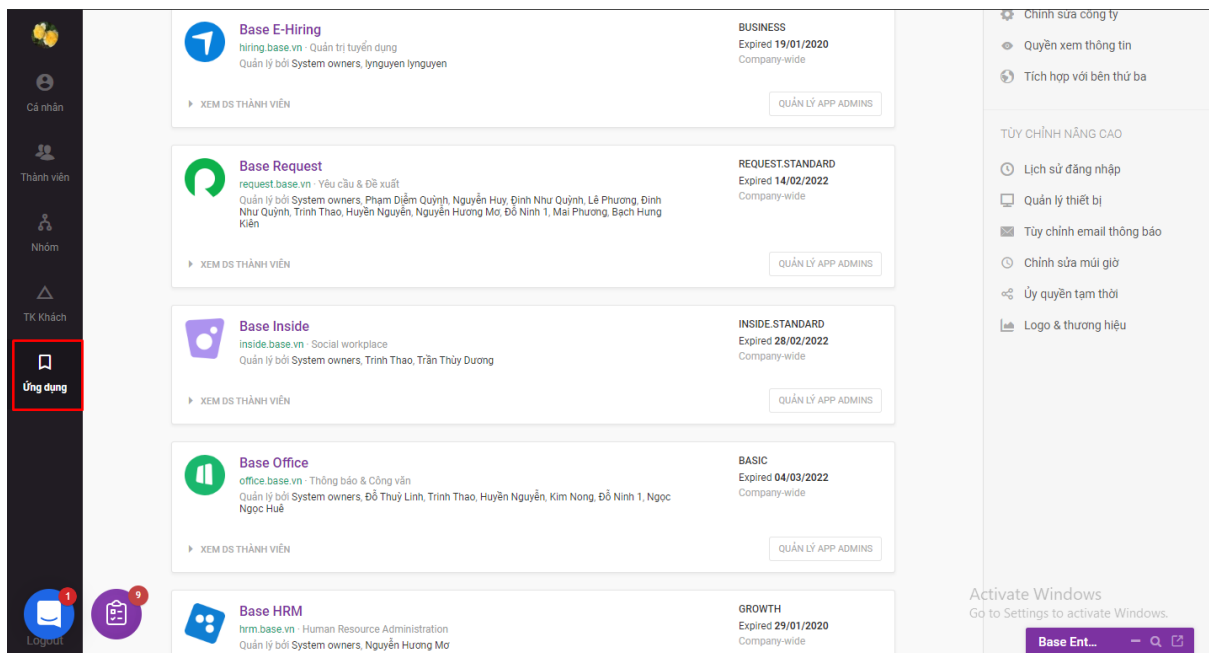 Cá nhân
Thành viên
Nhóm
TK Khách
Ứng dụng
1
9
Logout
Base E-Hiring
hiring.base.vn · Quản trị tuyển dụng
Quản lý bởi System owners, lynguyen lynguyen
BUSINESS
Expired 19/01/2020
Company-wide
XEM DS THÀNH VIÊN
QUẢN LÝ APP ADMINS
Base Request
request.base.vn · Yêu cầu & Đề xuất
Quản lý bởi System owners, Phạm Diễm Quỳnh, Nguyễn Huy, Đinh Như Quỳnh, Lê Phương, Đinh
Như Quỳnh, Trinh Thao, Huyền Nguyễn, Nguyễn Hương Mơ, Đỗ Ninh 1, Mai Phương, Bạch Hưng
Kiên
REQUEST.STANDARD
Expired 14/02/2022
Company-wide
XEM DS THÀNH VIÊN
QUẢN LÝ APP ADMINS
Base Inside
inside.base.vn · Social workplace
Quản lý bởi System owners, Trinh Thao, Trần Thùy Dương
INSIDE.STANDARD
Expired 28/02/2022
Company-wide
XEM DS THÀNH VIÊN
QUẢN LÝ APP ADMINS
Base Office
office.base.vn · Thông báo & Công văn
Quản lý bởi System owners, Đỗ Thuỳ Linh, Trinh Thao, Huyền Nguyễn, Kim Nong, Đỗ Ninh 1, Ngọc
Ngọc Huê
BASIC
Expired 04/03/2022
Company-wide
XEM DS THÀNH VIÊN
QUẢN LÝ APP ADMINS
Base HRM
hrm.base.vn · Human Resource Administration
Quản lý bởi System owners, Nguyễn Hương Mơ
GROWTH
Expired 29/01/2020
Company-wide
Chỉnh sửa công ty
Quyền xem thông tin
Tích hợp với bên thứ ba
TÙY CHỈNH NÂNG CAO
Lịch sử đăng nhập
Quản lý thiết bị
Tùy chỉnh email thông báo
Chỉnh sửa múi giờ
Ủy quyền tạm thời
Logo & thương hiệu
Activate Windows
Go to Settings to activate Windows.
Base Ent...